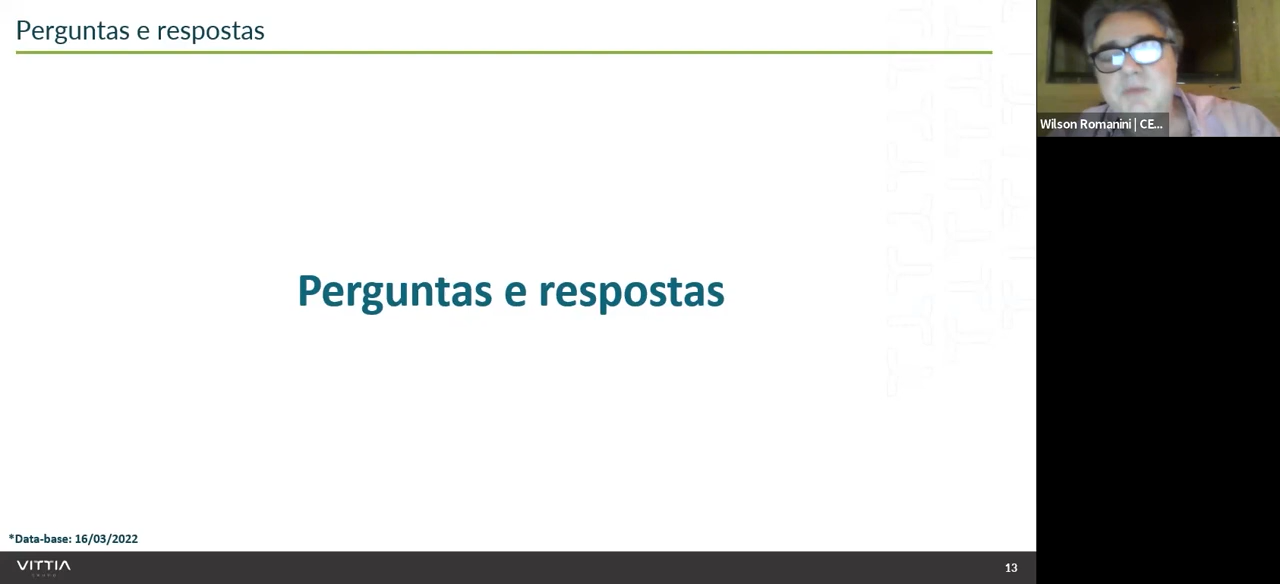 Perguntas e respostas
Wilson Romanini | CE...
Perguntas e respostas
*Data-base: 16/03/2022
VITTIA
13